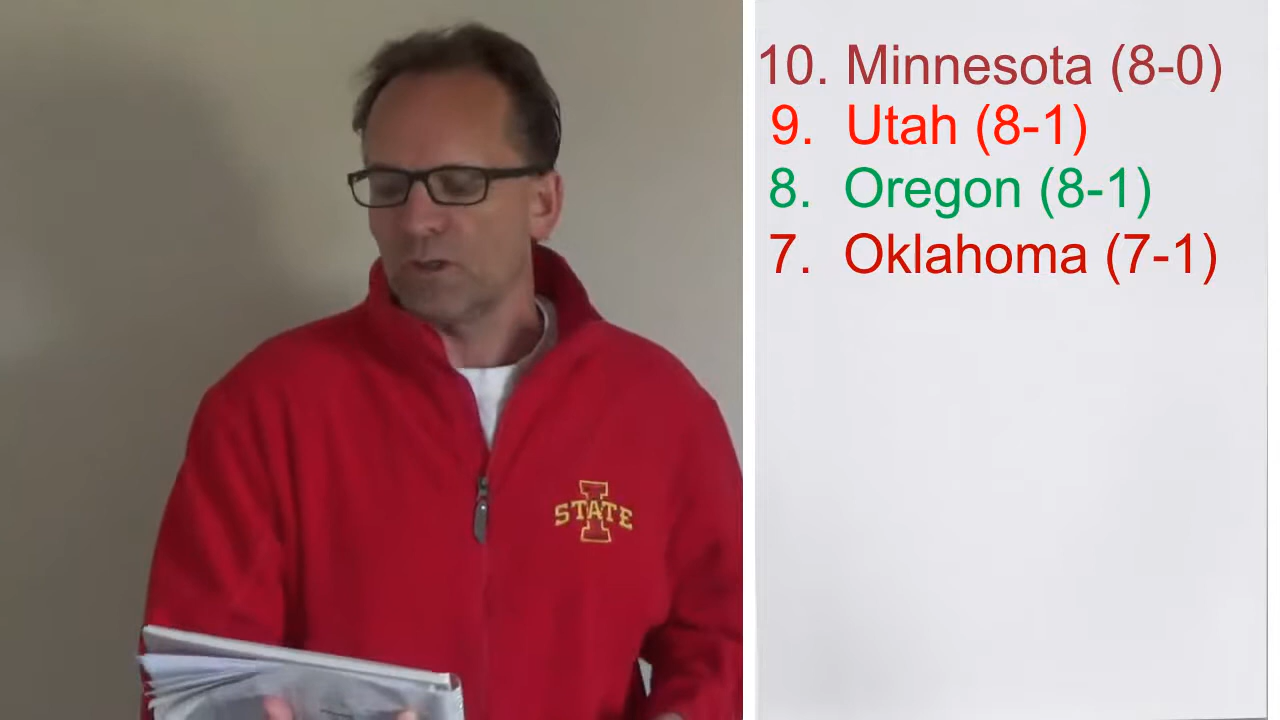 10. Minnesota (8-0)
9. Utah (8-1)
8. Oregon (8-1)
7. Oklahoma (7-1)
I
STATE